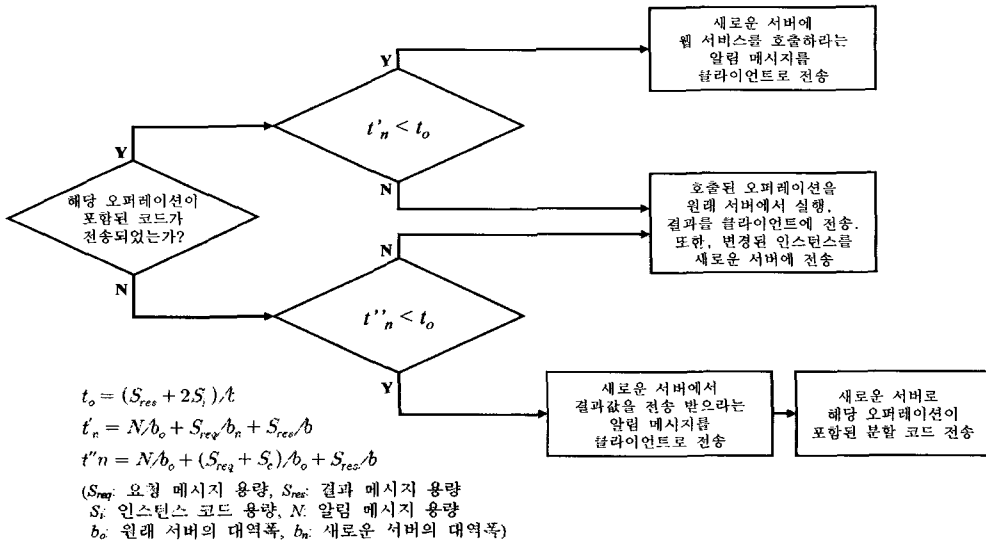 새로운 서버에
웹 서비스를 호출하라는
알림 메시지를
클라이언트로 전송
Y
t'n < to
N
Y
해당 오퍼레이션이
포함된 코드가
전송되었는가?
N
호출된 오퍼레이션을
원래 서버에서 실행,
결과를 클라이언트에 전송.
또한, 변경된 인스턴스를
새로운 서버에 전송
N
t''n < to
Y
새로운 서버에서
결과값을 전송 받으라는
알림 메시지를
클라이언트로 전송
새로운 서버로
해당 오퍼레이션이
포함된 분할 코드 전송
to = (Sres + 2Si)/b
t'n = N/bo + Sreq/bn + Sres/b
t''n = N/bo + (Sreq + Sc)/bo + Sres/b
(Sreq: 요청 메시지 용량, Sres: 결과 메시지 용량
Si: 인스턴스 코드 용량, N: 알림 메시지 용량
bo: 원래 서버의 대역폭, bn: 새로운 서버의 대역폭)